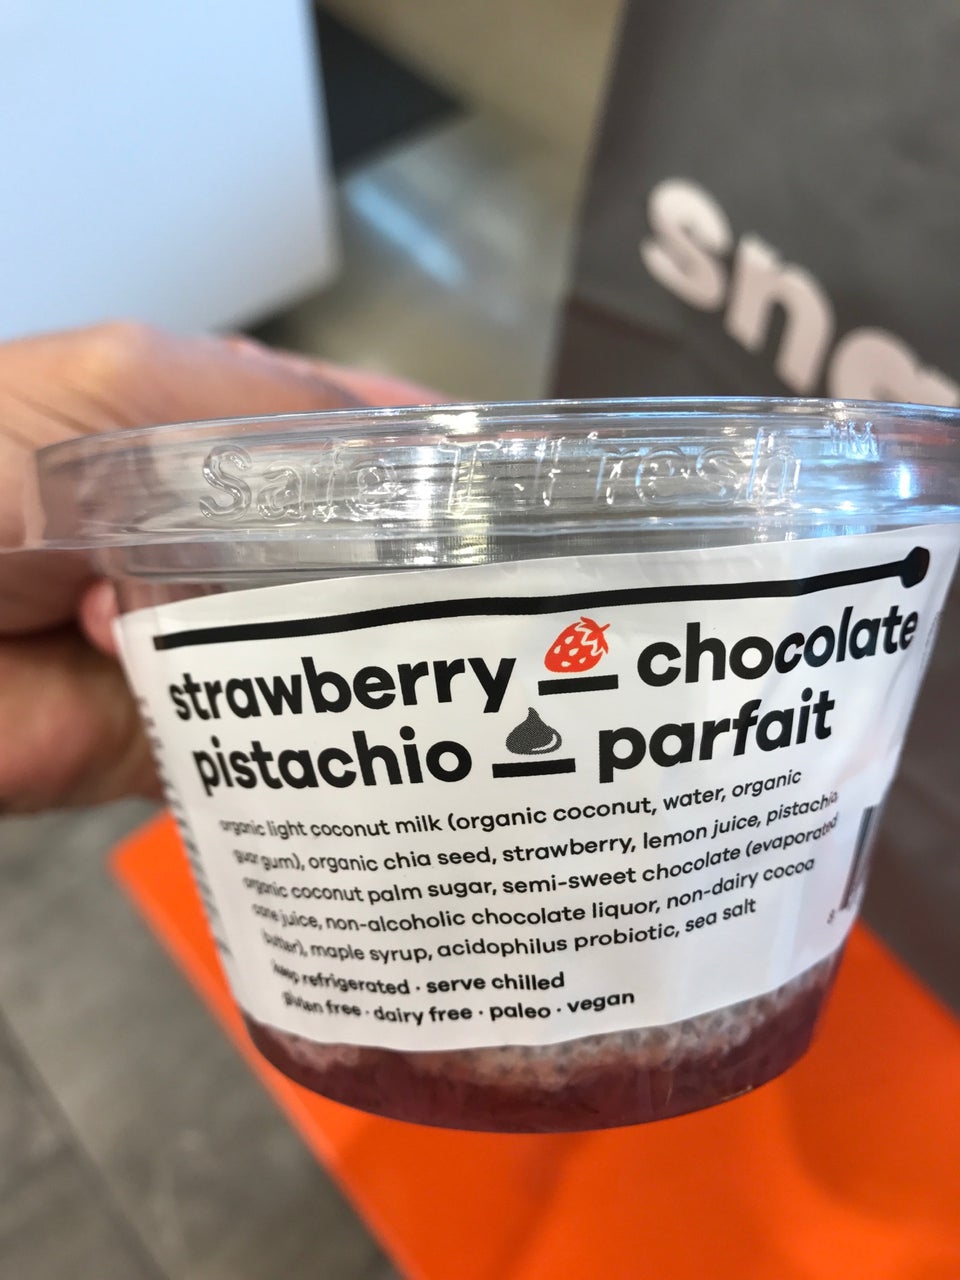 sno
Safe T Fresh™
strawberry chocolate
pistachio parfait
organic light coconut milk (organic coconut, water, organic
guar gum), organic chia seed, strawberry, lemon juice, pistachio,
organic coconut palm sugar, semi-sweet chocolate (evaporated
cane juice, non-alcoholic chocolate liquor, non-dairy cocoa
butter), maple syrup, acidophilus probiotic, sea salt
keep refrigerated · serve chilled
gluten free · dairy free · paleo · vegan
8